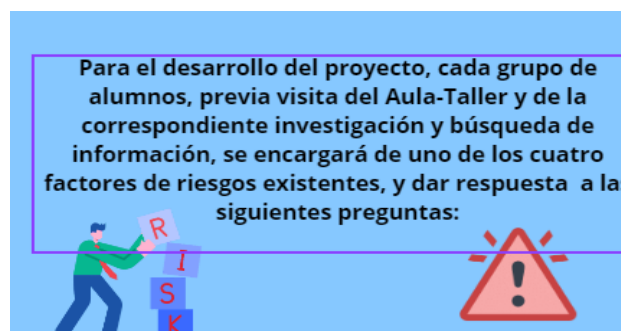 Para el desarrollo del proyecto, cada grupo de
alumnos, previa visita del Aula-Taller y de la
correspondiente investigación y búsqueda de
información, se encargará de uno de los cuatro
factores de riesgos existentes, y dar respuesta a las
siguientes preguntas:
R
I
S
K